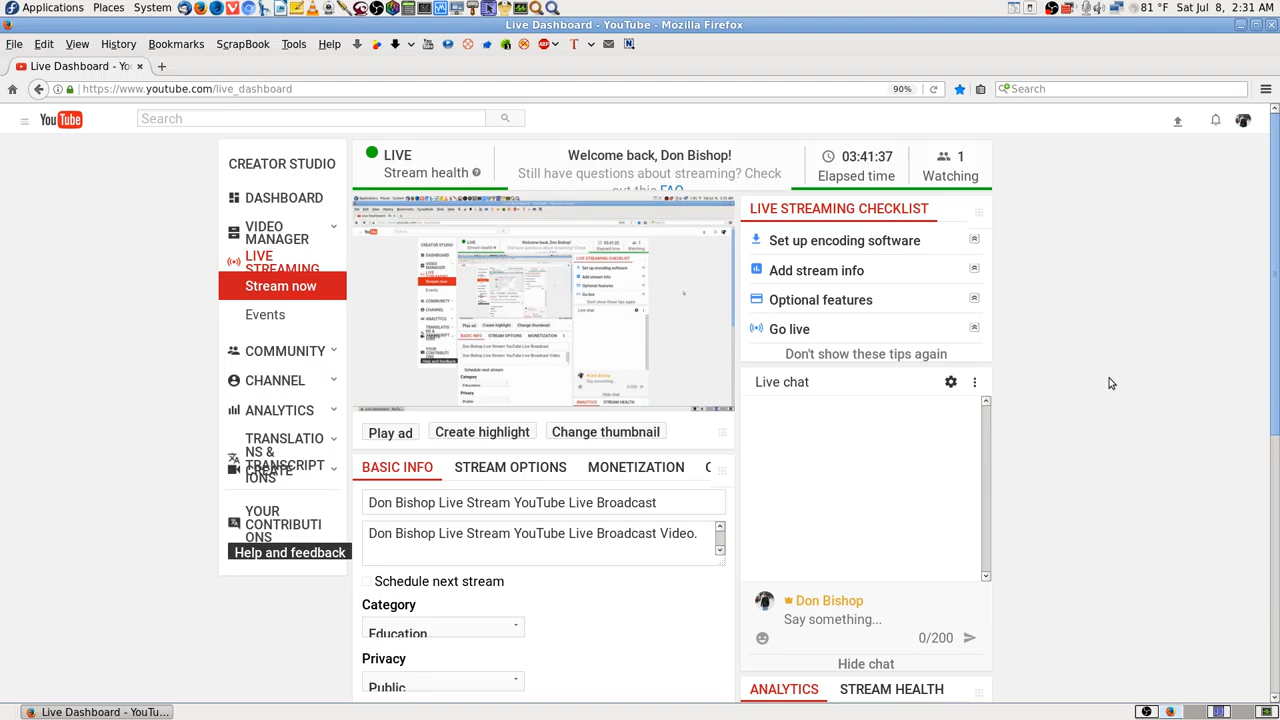 Applications Places System
81 °F Sat Jul 8, 2:31 AM
Live Dashboard - YouTube - Mozilla Firefox
File Edit View History Bookmarks ScrapBook Tools Help
Live Dashboard - Yo
https://www.youtube.com/live_dashboard
90%
Search
YouTube
Search
CREATOR STUDIO
DASHBOARD
VIDEO
MANAGER
LIVE
STREAMING
Stream now
Events
COMMUNITY
CHANNEL
ANALYTICS
TRANSLATIO
NS &
TRANSCRIPT
IONS
CREATE
YOUR
CONTRIBUTI
ONS
Help and feedback
LIVE
Stream health
Welcome back, Don Bishop!
Still have questions about streaming? Check
out this FAQ
03:41:37
Elapsed time
1
Watching
Play ad
Create highlight
Change thumbnail
BASIC INFO STREAM OPTIONS MONETIZATION
Don Bishop Live Stream YouTube Live Broadcast
Don Bishop Live Stream YouTube Live Broadcast Video.
Schedule next stream
Category
Education
Privacy
Public
LIVE STREAMING CHECKLIST
Set up encoding software
Add stream info
Optional features
Go live
Don't show these tips again
Live chat
Don Bishop
Say something...
0/200
Hide chat
ANALYTICS STREAM HEALTH
Live Dashboard - YouTu...